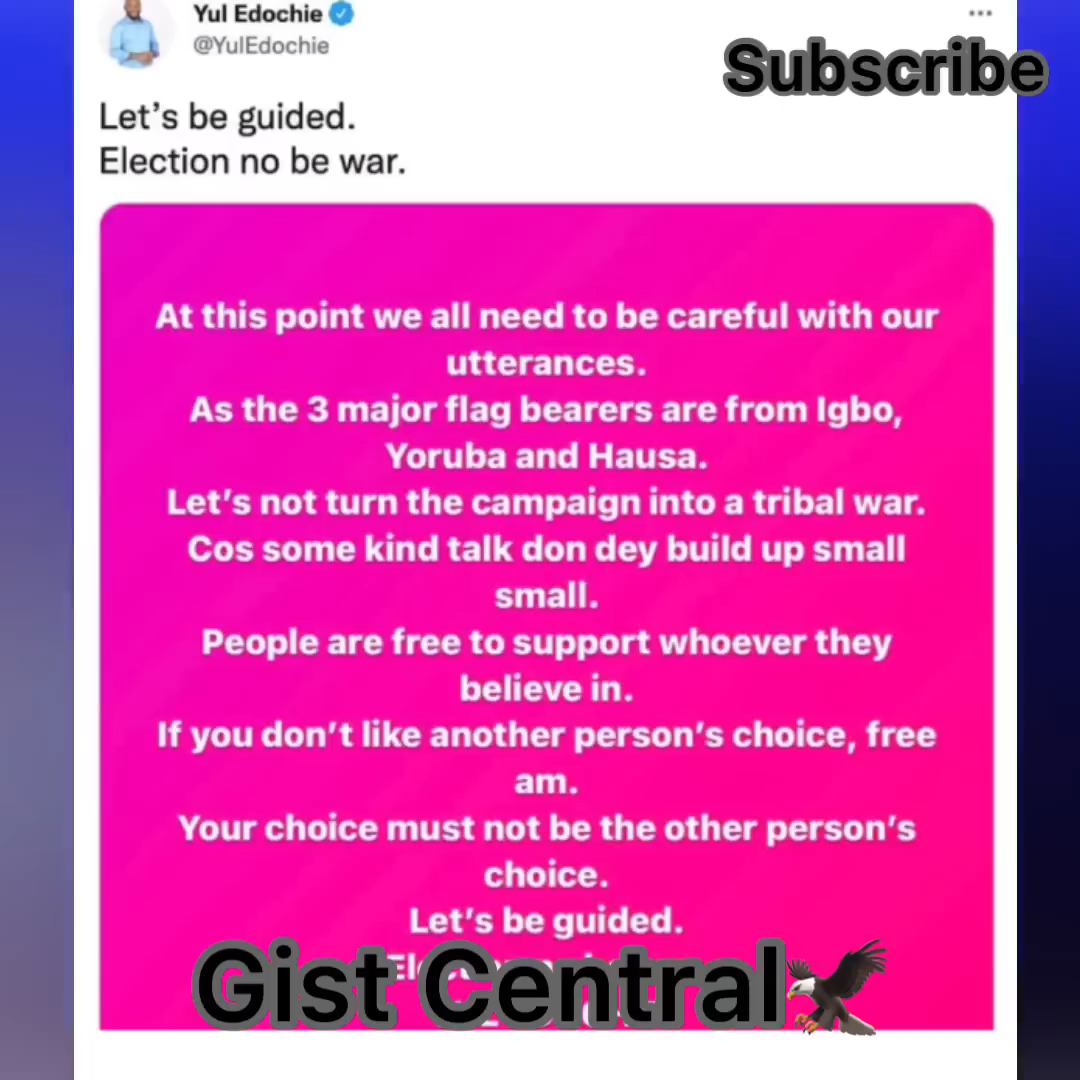 Yul Edochie
@YulEdochie
Subscribe
Let's be guided.
Election no be war.
At this point we all need to be careful with our
utterances.
As the 3 major flag bearers are from Igbo,
Yoruba and Hausa.
Let's not turn the campaign into a tribal war.
Cos some kind talk don dey build up small
small.
People are free to support whoever they
believe in.
If you don't like another person's choice, free
am.
Your choice must not be the other person's
choice.
Let's be guided.
Gist Central